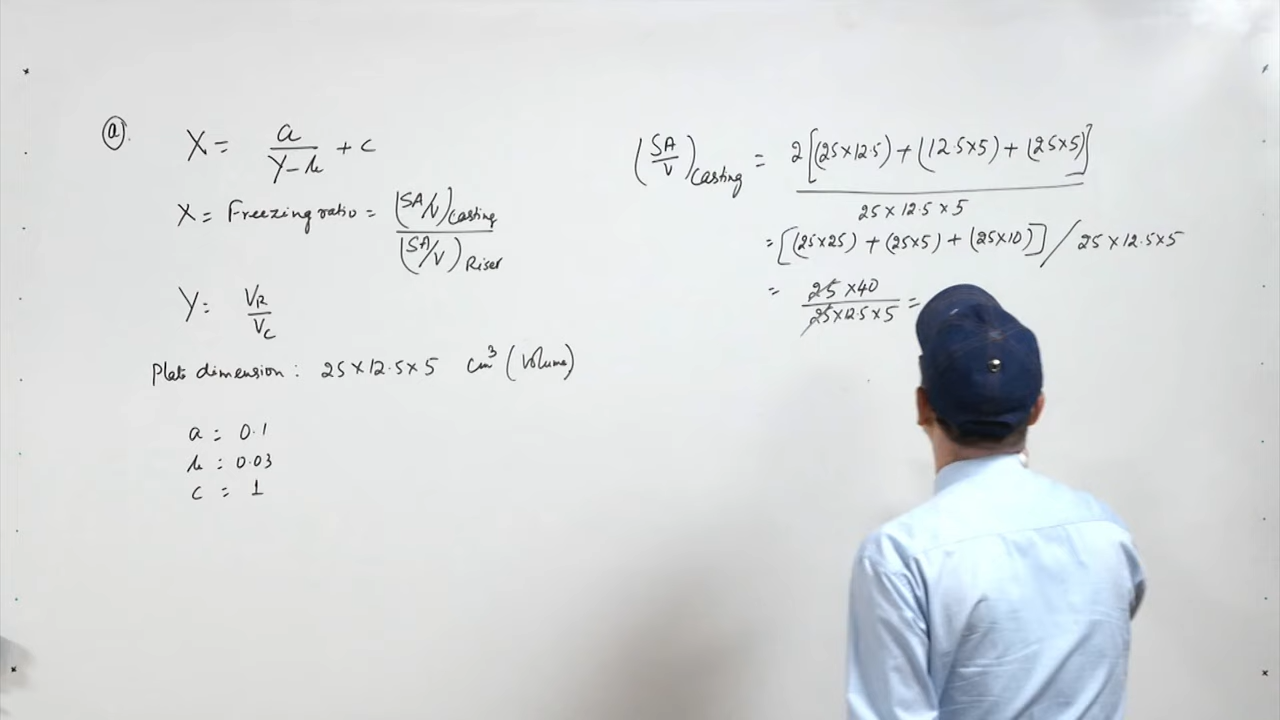 a.
X = a / (Y - b) + c
X = Freezing ratio = (SA/V) Casting / (SA/V) Riser
Y = VR / VC
Plate dimension : 25 × 12.5 × 5 cm³ (Volume)
a = 0.1
b = 0.03
c = 1
(SA/V) Casting = 2[(25×12.5) + (12.5×5) + (25×5)] / 25 × 12.5 × 5
= [(25×25) + (25×5) + (25×10)] / 25 × 12.5 × 5
= 25 × 40 / 25 × 12.5 × 5 =